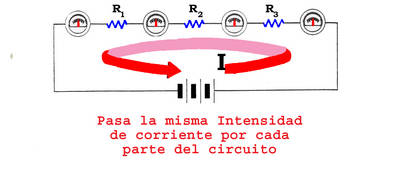 R1 R2 R3
I
Pasa la misma Intensidad
de corriente por cada
parte del circuito